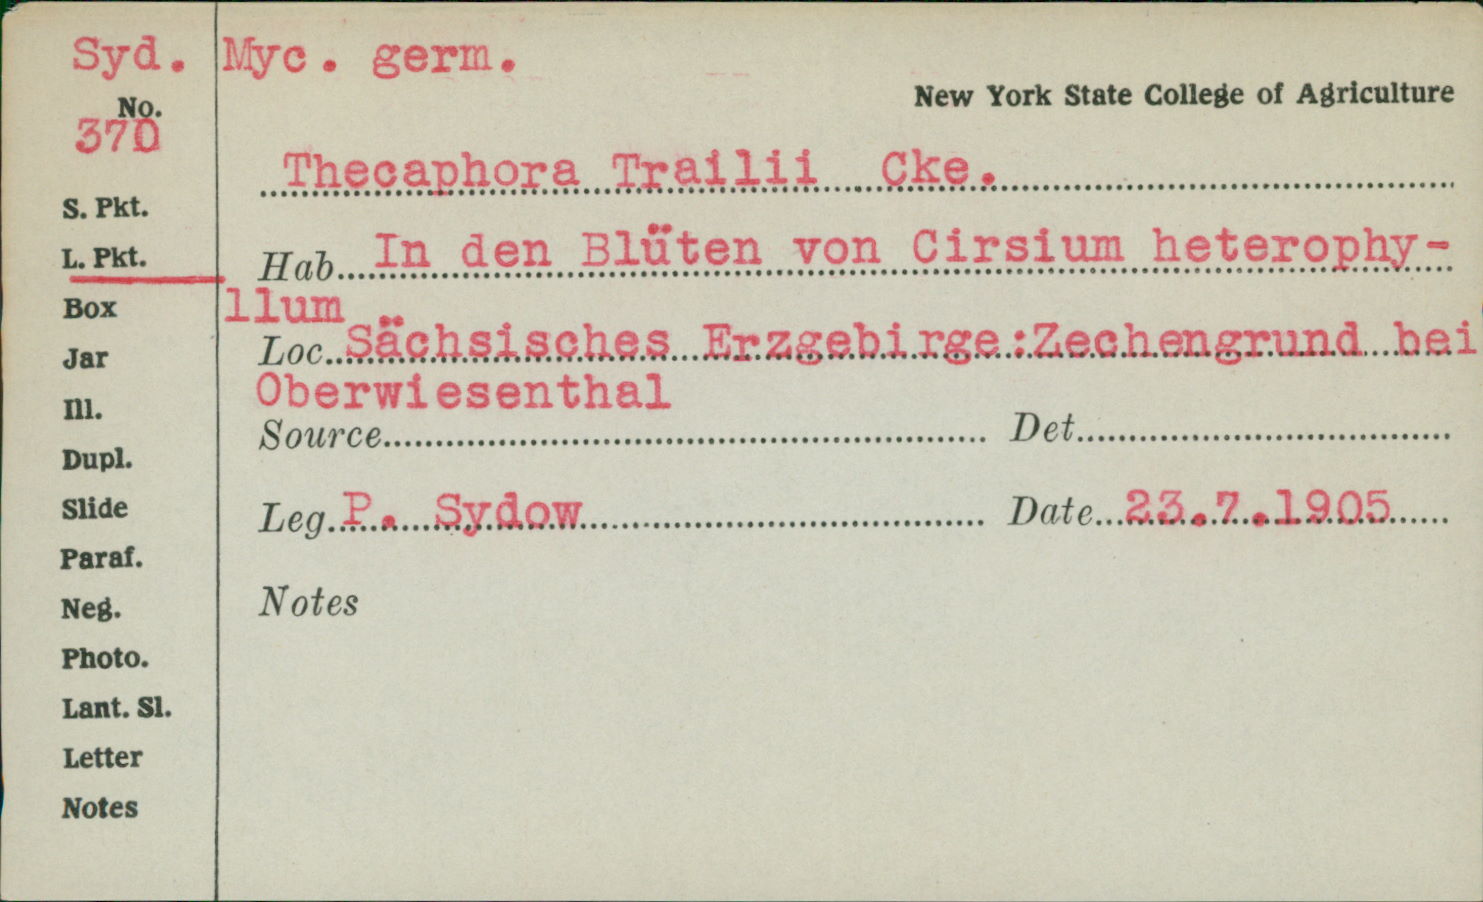 Syd. Myc. germ.
New York State College of Agriculture
No.
370
Thecaphora Trailii Cke.
S. Pkt.
L. Pkt.
Hab. In den Blüten von Cirsium heterophy-
llum
Box
Loc. Sächsisches Erzgebirge:Zechengrund bei
Oberwiesenthal
Jar
Ill.
Source
Det.
Dupl.
Slide
Leg. P. Sydow
Date 23.7.1905
Paraf.
Neg.
Notes
Photo.
Lant. Sl.
Letter
Notes